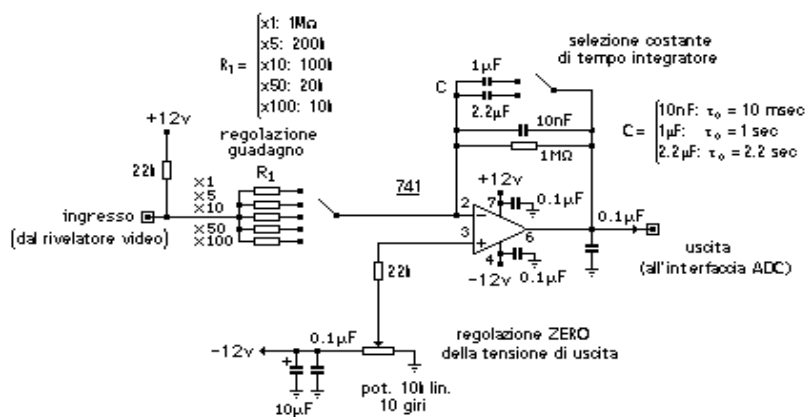 x1: 1MΩ
x5: 200k
R1 = x10: 100k
x50: 20k
x100: 10k
selezione costante
di tempo integratore
1µF
C
2.2µF
10nF
1MΩ
10nF: τo = 10 msec
C = 1µF: τo = 1 sec
2.2µF: τo = 2.2 sec
+12v
regolazione
guadagno
22k
R1
x1
x5
x10
x50
x100
ingresso
(dal rivelatore video)
741
+12v
0.1µF
2
7
3
6
4
-12v
0.1µF
0.1µF
uscita
(all'interfaccia ADC)
22k
-12v
0.1µF
+
10µF
pot. 10k lin.
10 giri
regolazione ZERO
della tensione di uscita